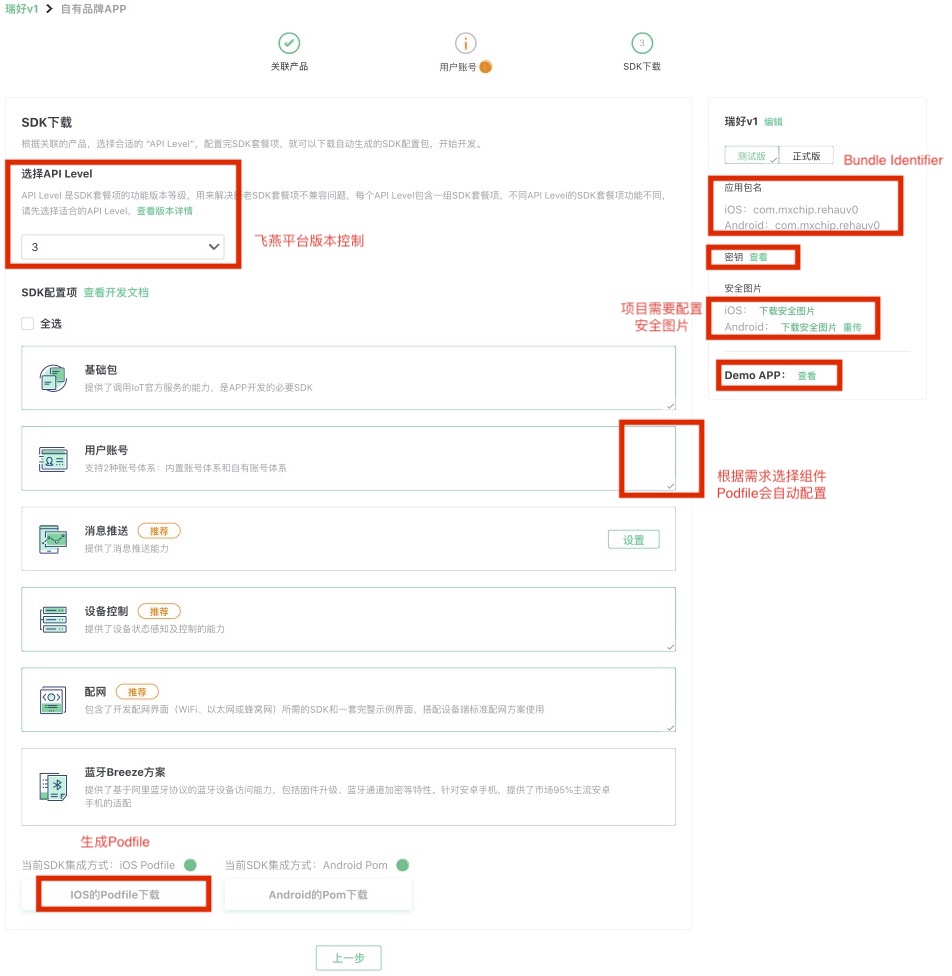 瑞好v1 > 自有品牌APP
关联产品
用户账号
3
SDK下载
SDK下载
根据关联的产品，选择合适的 “API Level”，配置完SDK套餐项，就可以下载自动生成的SDK配置包，开始开发。
选择API Level
API Level 是SDK套餐项的功能版本等级，用来解决新老SDK套餐项不兼容问题，每个API Level包含一组SDK套餐项，不同API Level的SDK套餐项功能不同，
请先选择适合的API Level，查看版本详情
3
飞燕平台版本控制
SDK配置项 查看开发文档
全选
基础包
提供了调用IoT官方服务的能力，是APP开发的必要SDK
用户账号
支持2种账号体系：内置账号体系和自有账号体系
消息推送 推荐
提供了消息推送能力
设置
设备控制 推荐
提供了设备状态感知及控制的能力
配网 推荐
包含了开发配网界面（WiFi、以太网或蜂窝网）所需的SDK和一套完整示例界面，搭配设备端标准配网方案使用
蓝牙Breeze方案
提供了基于阿里蓝牙协议的蓝牙设备访问能力，包括固件升级、蓝牙通道加密等特性。针对安卓手机，提供了市场95%主流安卓
手机的适配
生成Podfile
当前SDK集成方式：iOS Podfile
当前SDK集成方式：Android Pom
IOS的Podfile下载
Android的Pom下载
上一步
瑞好v1 编辑
测试版 正式版
Bundle Identifier
应用包名
iOS：com.mxchip.rehauv0
Android：com.mxchip.rehauv0
密钥 查看
安全图片
iOS： 下载安全图片
Android： 下载安全图片 重传
项目需要配置
安全图片
Demo APP： 查看
根据需求选择组件
Podfile会自动配置